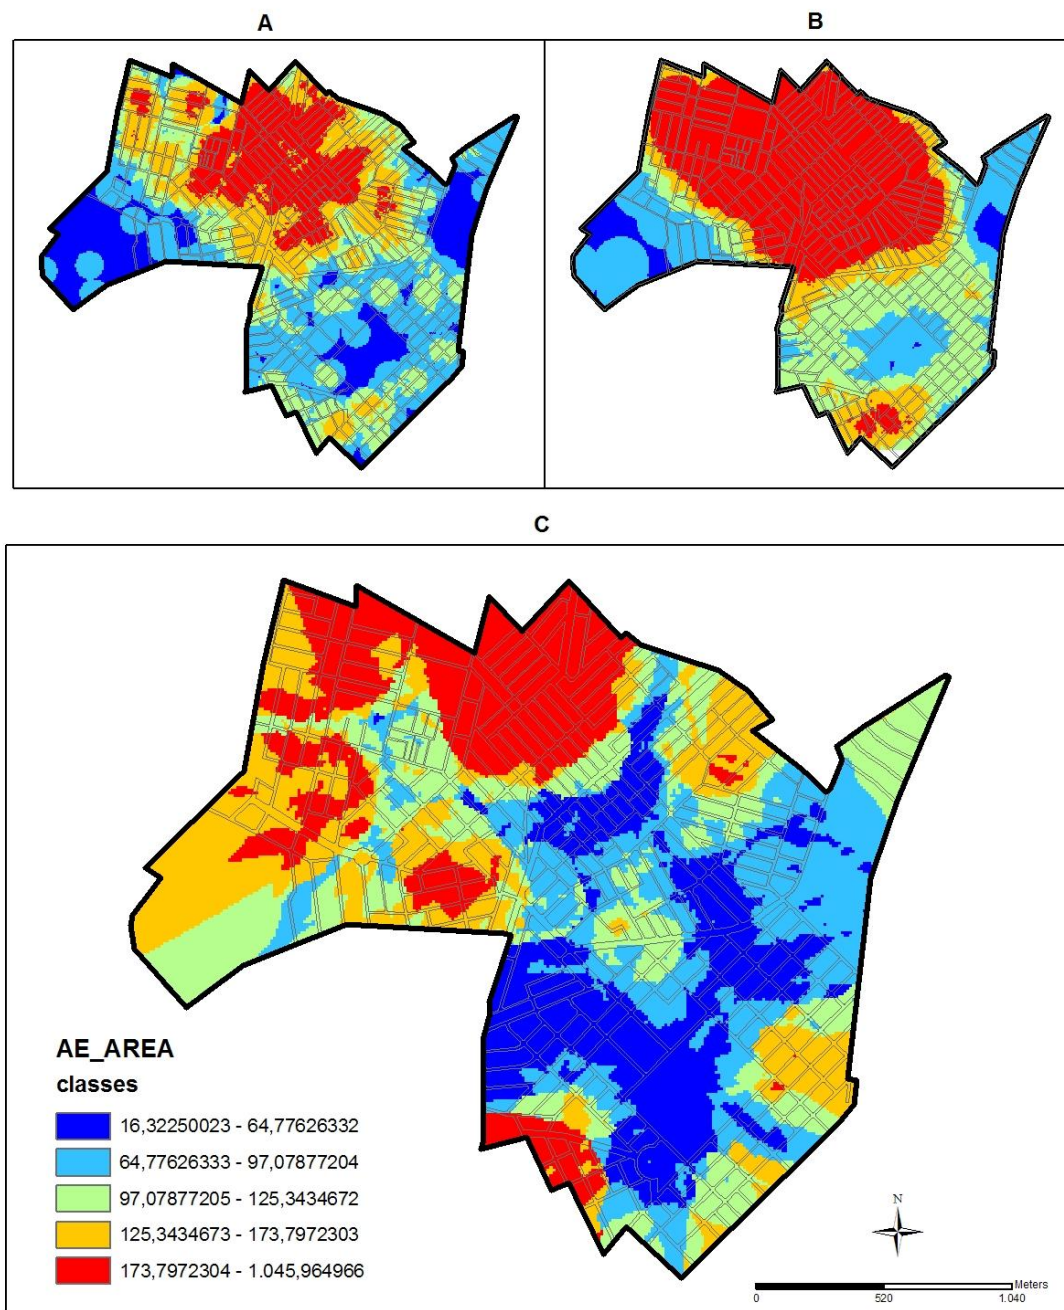 A
B
C
AE_AREA
classes
16,32250023 - 64,77626332
64,77626333 - 97,07877204
97,07877205 - 125,3434672
125,3434673 - 173,7972303
173,7972304 - 1.045,964966
N
Meters
0 520 1.040